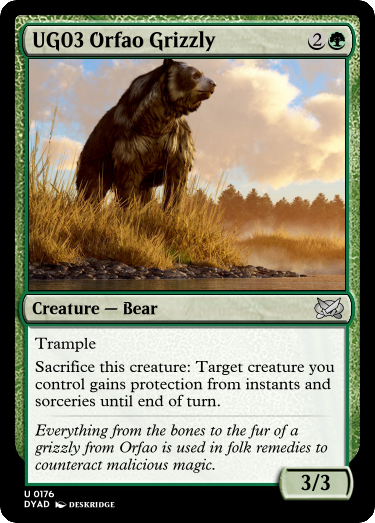 UG03 Orfao Grizzly 2
Creature — Bear
Trample
Sacrifice this creature: Target creature you
control gains protection from instants and
sorceries until end of turn.
Everything from the bones to the fur of a
grizzly from Orfao is used in folk remedies to
counteract malicious magic.
3/3
U 0176
DYAD DESKRIDGE